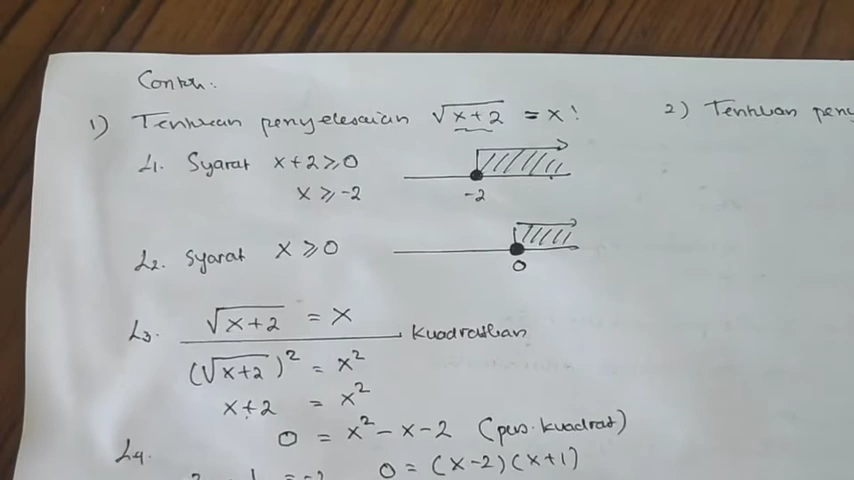 Contoh:
1) Tentukan penyelesaian √x+2 = x!
L1. Syarat x+2 ≥ 0
x ≥ -2
-2
L2. Syarat x ≥ 0
0
L3. √x+2 = x
Kuadratkan
(√x+2)² = x²
x+2 = x²
0 = x² - x - 2 (pers. kuadrat)
L4.
0 = (x-2)(x+1)
2) Tentukan